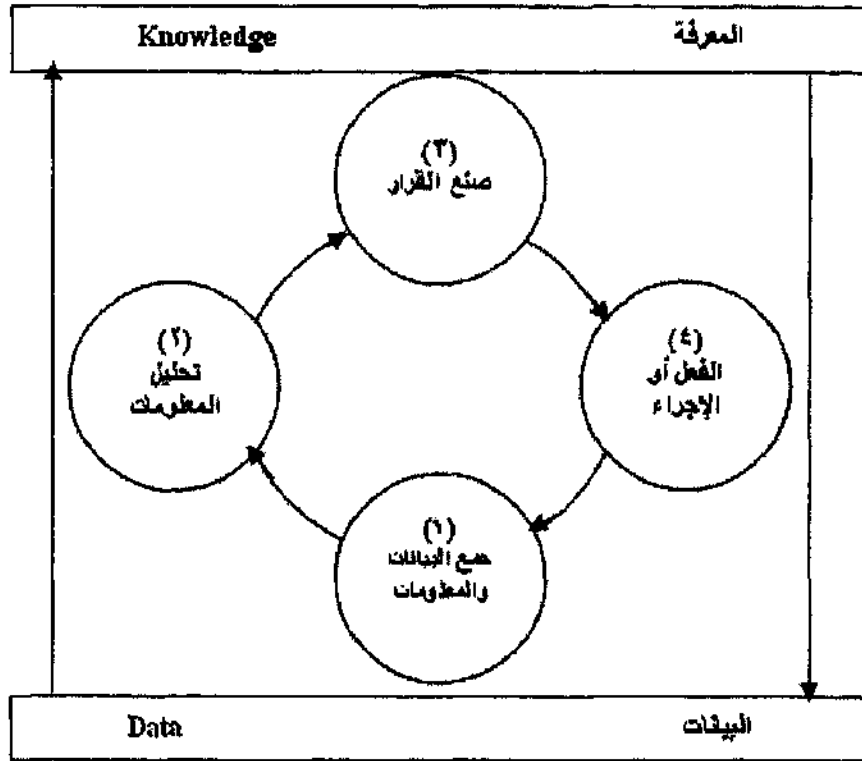 Knowledge المعرفة
(٣)
صنع القرار
(٢)
تحليل
المعلومات
(٤)
الفعل أو
الإجراء
(١)
جمع البيانات
والمعلومات
Data البيانات